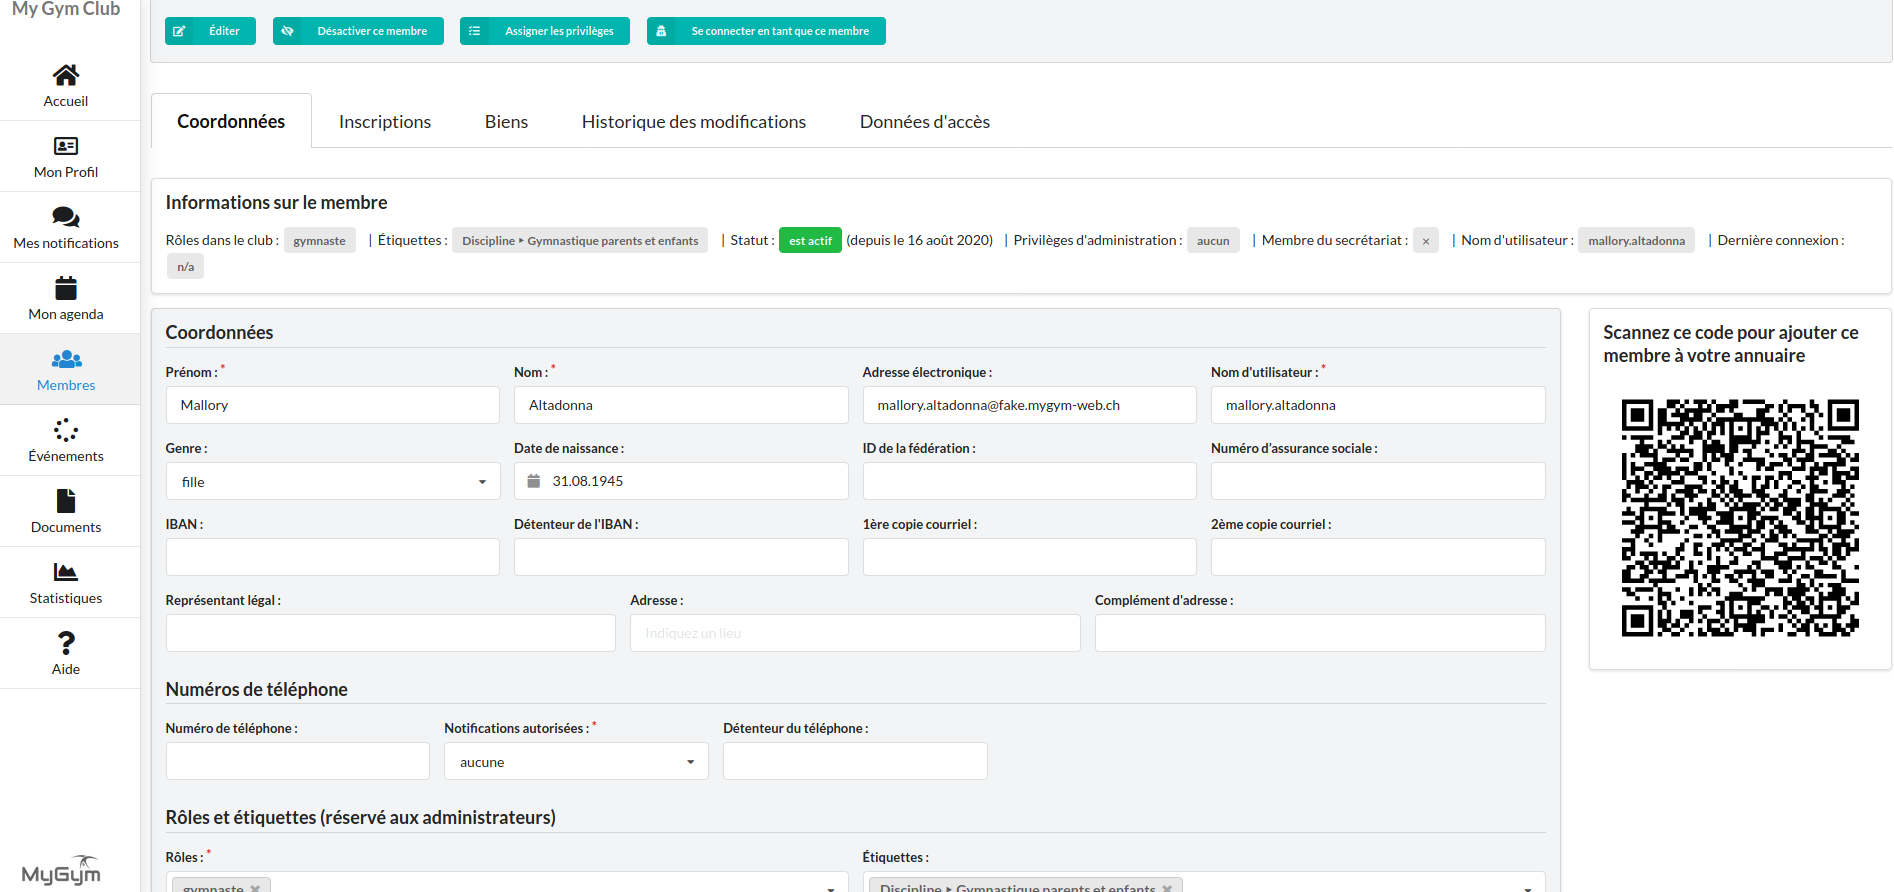 My Gym Club
Éditer
Désactiver ce membre
Assigner les privilèges
Se connecter en tant que ce membre
Accueil
Mon Profil
Mes notifications
Mon agenda
Membres
Événements
Documents
Statistiques
Aide
MyGym
Coordonnées
Inscriptions
Biens
Historique des modifications
Données d'accès
Informations sur le membre
Rôles dans le club : gymnaste | Étiquettes : Discipline ‣ Gymnastique parents et enfants | Statut : est actif (depuis le 16 août 2020) | Privilèges d'administration : aucun | Membre du secrétariat : × | Nom d'utilisateur : mallory.altadonna | Dernière connexion :
n/a
Coordonnées
Prénom : * Nom : * Adresse électronique : Nom d'utilisateur : *
Mallory Altadonna mallory.altadonna@fake.mygym-web.ch mallory.altadonna
Genre : Date de naissance : ID de la fédération : Numéro d’assurance sociale :
fille 31.08.1945
IBAN : Détenteur de l'IBAN : 1ère copie courriel : 2ème copie courriel :
Représentant légal : Adresse : Complément d'adresse :
Indiquez un lieu
Numéros de téléphone
Numéro de téléphone : Notifications autorisées : * Détenteur du téléphone :
aucune
Rôles et étiquettes (réservé aux administrateurs)
Rôles : * Étiquettes :
gymnaste × Discipline ‣ Gymnastique parents et enfants ×
Scannez ce code pour ajouter ce
membre à votre annuaire